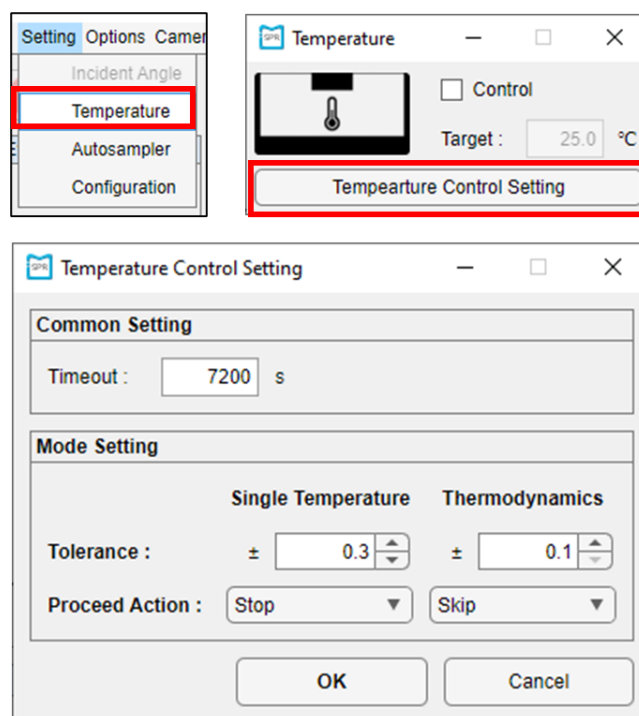 Setting Options Camer
Incident Angle
Temperature
Autosampler
Configuration
SPR Temperature
Control
Target : 25.0 °C
Tempearture Control Setting
SPR Temperature Control Setting
Common Setting
Timeout : 7200 s
Mode Setting
Single Temperature Thermodynamics
Tolerance : ± 0.3 ± 0.1
Proceed Action : Stop Skip
OK Cancel